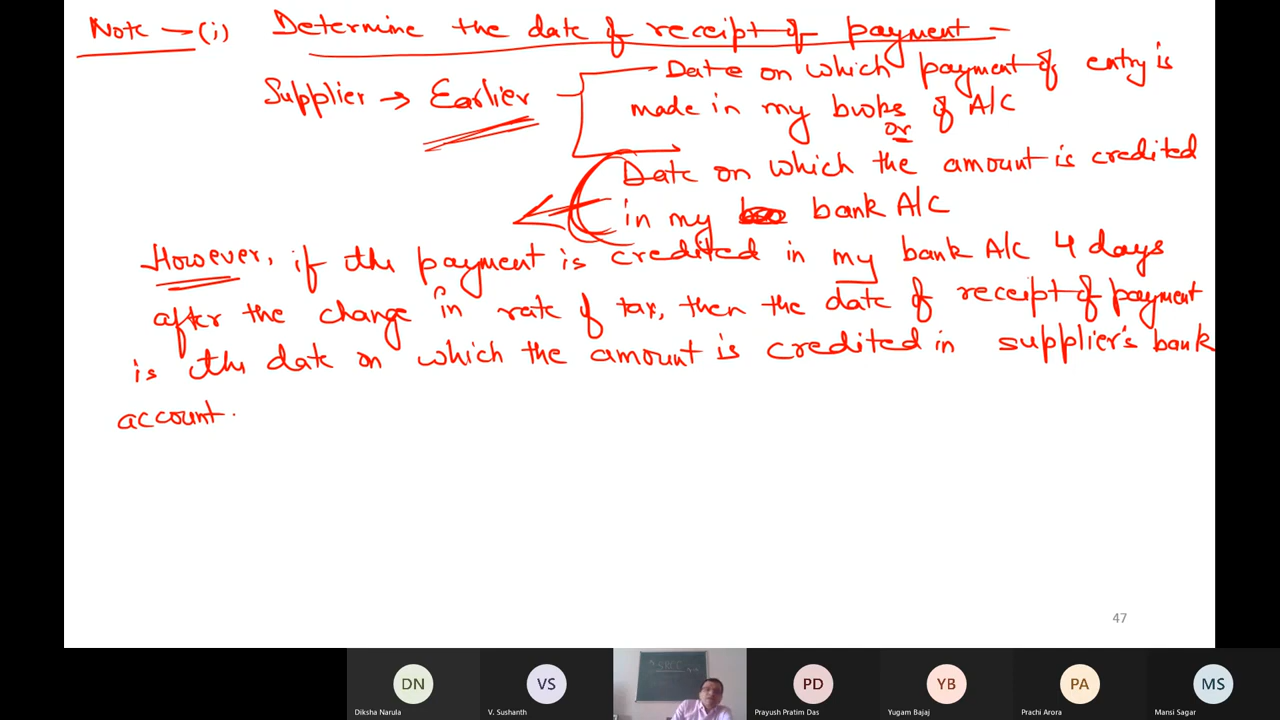 Note → (i) Determine the date of receipt of payment -
Supplier → Earlier
Date on which payment of entry is
made in my books of A/C
or
Date on which the amount is credited
in my bank A/C
However, if the payment is credited in my bank A/C 4 days
after the change in rate of tax, then the date of receipt of payment
is the date on which the amount is credited in supplier's bank
account.
47
DN VS PD YB PA MS
Diksha Narula V. Sushanth Prayush Pratim Das Yugam Bajaj Prachi Arora Mansi Sagar